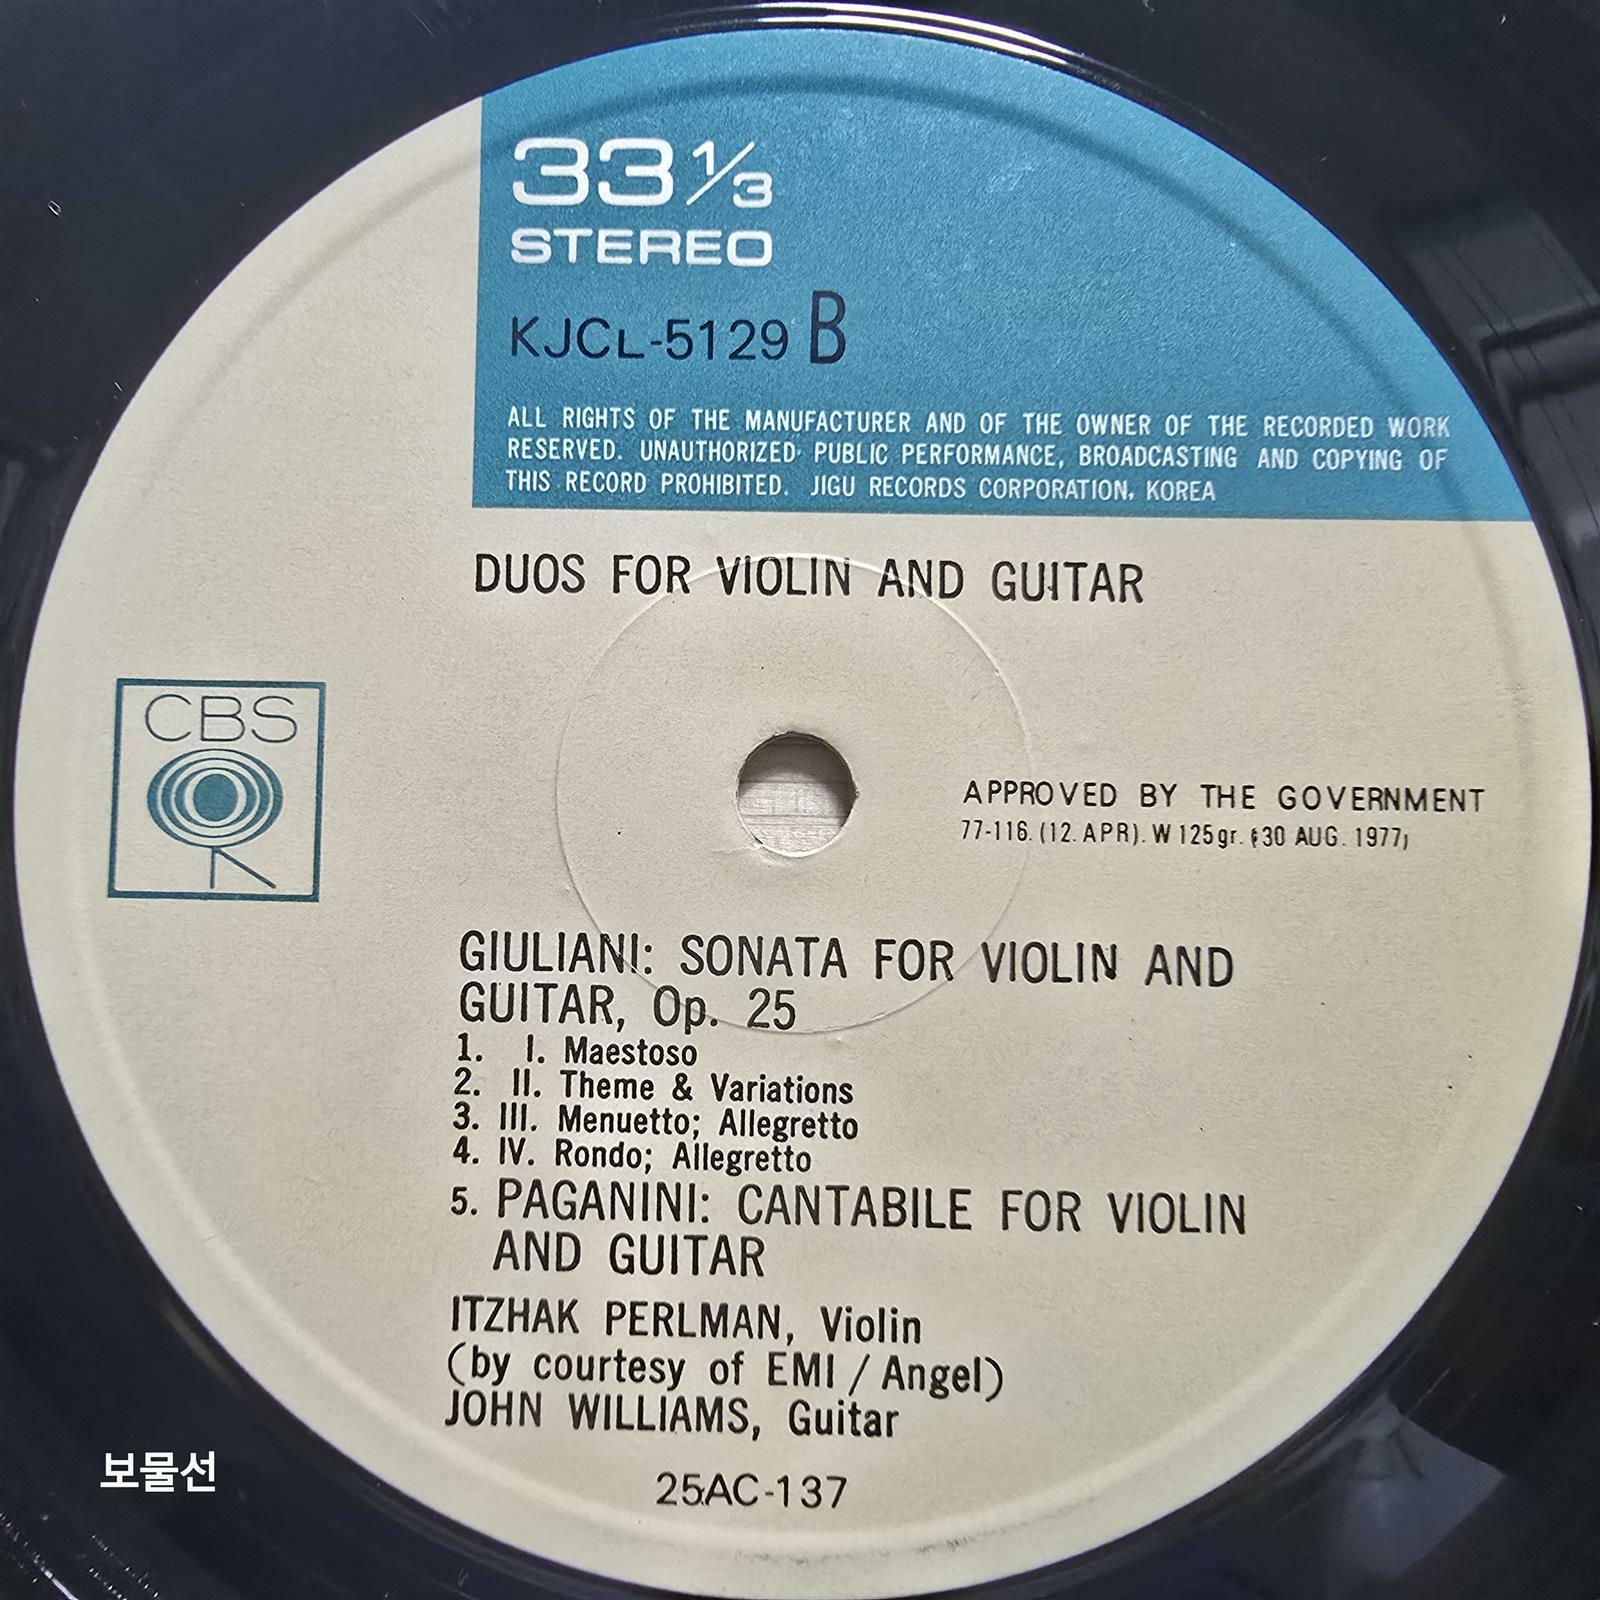 33 1/3
STEREO
KJCL-5129 B
ALL RIGHTS OF THE MANUFACTURER AND OF THE OWNER OF THE RECORDED WORK
RESERVED. UNAUTHORIZED PUBLIC PERFORMANCE, BROADCASTING AND COPYING OF
THIS RECORD PROHIBITED. JIGU RECORDS CORPORATION, KOREA
DUOS FOR VIOLIN AND GUITAR
CBS
APPROVED BY THE GOVERNMENT
77-116. (12. APR). W 125gr. (30 AUG. 1977)
GIULIANI: SONATA FOR VIOLIN AND
GUITAR, Op. 25
1. I. Maestoso
2. II. Theme & Variations
3. III. Menuetto; Allegretto
4. IV. Rondo; Allegretto
5. PAGANINI: CANTABILE FOR VIOLIN
AND GUITAR
ITZHAK PERLMAN, Violin
(by courtesy of EMI / Angel)
JOHN WILLIAMS, Guitar
25AC-137
보물선